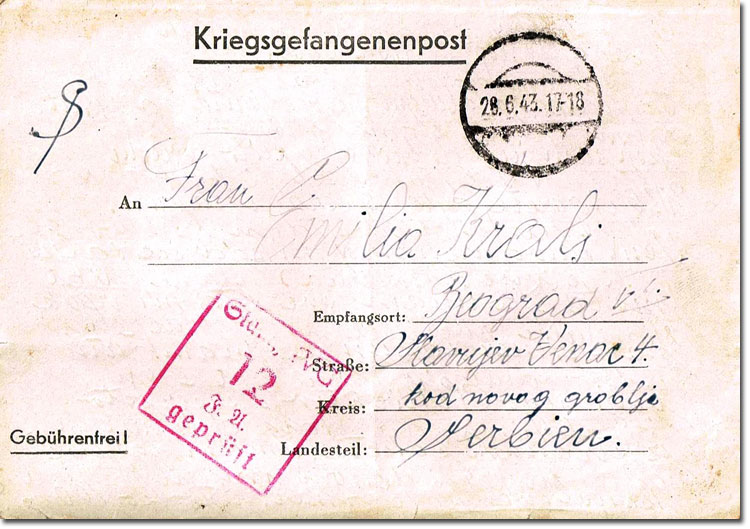 Kriegsgefangenenpost
28.6.43.17-18
An Frau E.
Emilia Kralj
Empfangsort: Beograd
Straße: Slavujev Venac 4.
Kreis: kod novog groblja
Landesteil: Serbien.
12
F. A.
geprüft
Gebührenfrei!